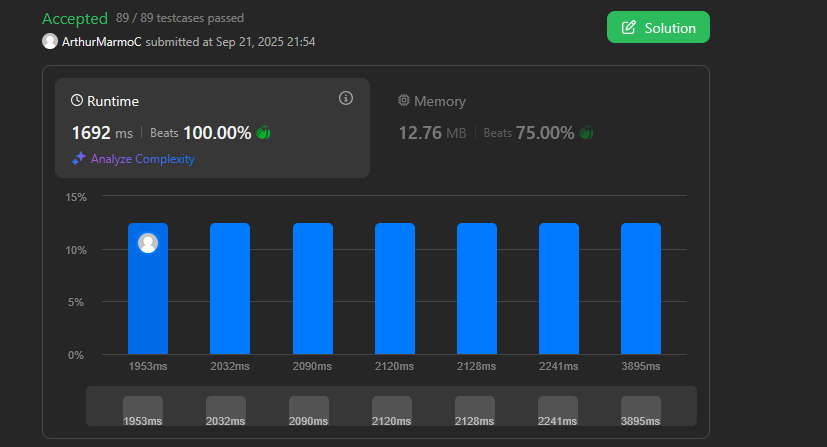 Accepted 89 / 89 testcases passed
ArthurMarmoC submitted at Sep 21, 2025 21:54
Solution
Runtime
1692 ms | Beats 100.00%
Analyze Complexity
Memory
12.76 MB | Beats 75.00%
15%
10%
5%
0%
1953ms 2032ms 2090ms 2120ms 2128ms 2241ms 3895ms
1953ms 2032ms 2090ms 2120ms 2128ms 2241ms 3895ms